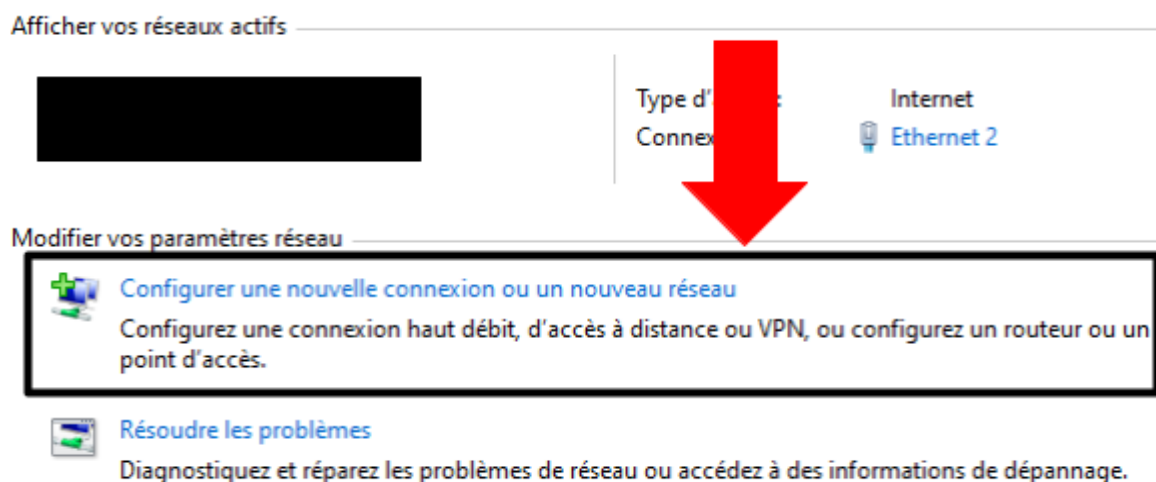 Afficher vos réseaux actifs
Type d'
Internet
Ethernet 2
Modifier vos paramètres réseau
Configurer une nouvelle connexion ou un nouveau réseau
Configurez une connexion haut débit, d'accès à distance ou VPN, ou configurez un routeur ou un
point d'accès.
Résoudre les problèmes
Diagnostiquez et réparez les problèmes de réseau ou accédez à des informations de dépannage.